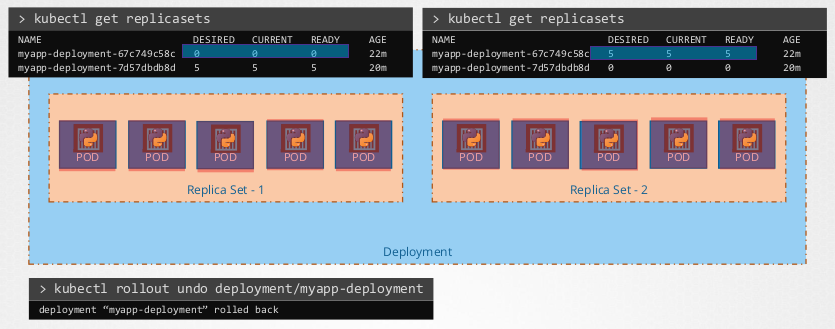 > kubectl get replicasets
NAME DESIRED CURRENT READY AGE
myapp-deployment-67c749c58c 0 0 0 22m
myapp-deployment-7d57dbdb8d 5 5 5 20m
> kubectl get replicasets
NAME DESIRED CURRENT READY AGE
myapp-deployment-67c749c58c 5 5 5 22m
myapp-deployment-7d57dbdb8d 0 0 0 20m
POD POD POD POD POD
Replica Set - 1
POD POD POD POD POD
Replica Set - 2
Deployment
> kubectl rollout undo deployment/myapp-deployment
deployment “myapp-deployment” rolled back